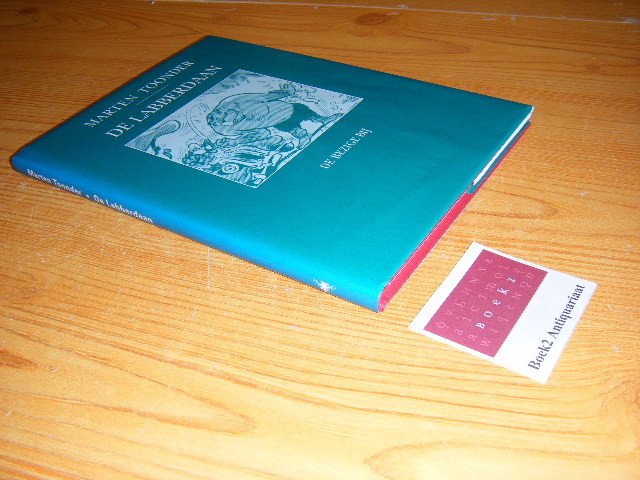 MARTEN TOONDER
DE LABBERDAAN
DE BEZIGE BIJ
Marten Toonder • De Labberdaan
BOEK2
Boek2 Antiquariaat